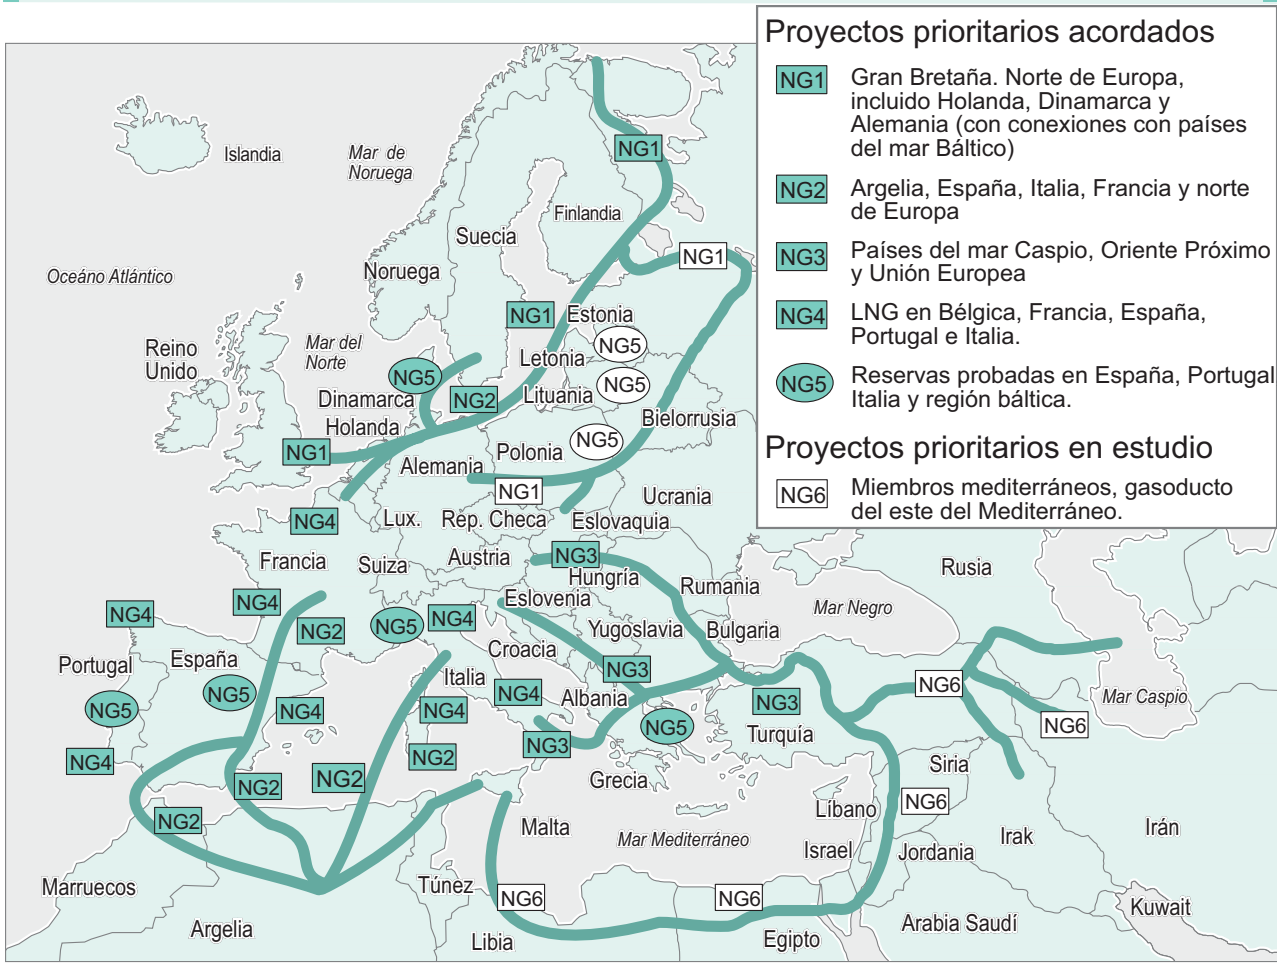 Proyectos prioritarios acordados
NG1 Gran Bretaña. Norte de Europa,
incluido Holanda, Dinamarca y
Alemania (con conexiones con países
del mar Báltico)
NG2 Argelia, España, Italia, Francia y norte
de Europa
NG3 Países del mar Caspio, Oriente Próximo
y Unión Europea
NG4 LNG en Bélgica, Francia, España,
Portugal e Italia.
NG5 Reservas probadas en España, Portugal
Italia y región báltica.
Proyectos prioritarios en estudio
NG6 Miembros mediterráneos, gasoducto
del este del Mediterráneo.
Islandia
Mar de
Noruega
NG1
Finlandia
Suecia
NG1
Noruega
Océano Atlántico
NG1
Estonia
Mar del
Norte
Reino
Unido
NG5
Letonia
NG5
NG5
Dinamarca
NG2
Lituania
Bielorrusia
Holanda
NG5
NG1
Polonia
Alemania
NG1
Ucrania
NG4
Lux.
Rep. Checa
Eslovaquia
Francia
Suiza
Austria
NG3
Hungría
Rumania
Rusia
Eslovenia
NG4
NG4
Mar Negro
NG2
NG5
NG4
Yugoslavia
Bulgaria
Croacia
Portugal
España
Italia
NG3
NG6
NG5
NG5
NG4
Albania
NG3
Mar Caspio
NG4
NG4
NG5
NG6
Turquía
NG4
NG2
NG3
Siria
NG2
NG2
Grecia
NG6
NG2
Malta
Mar Mediterráneo
Líbano
Israel
Jordania
Irak
Irán
Marruecos
Túnez
NG6
NG6
Kuwait
Argelia
Libia
Egipto
Arabia Saudí